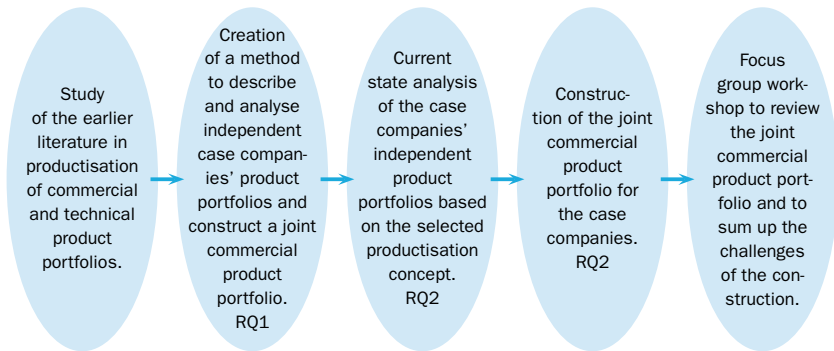 Study
of the earlier
literature in
productisation
of commercial
and technical
product
portfolios.
Creation
of a method
to describe
and analyse
independent
case compan-
ies' product
portfolios and
construct a joint
commercial
product
portfolio.
RQ1
Current
state analysis
of the case
companies'
independent
product
portfolios based
on the selected
productisation
concept.
RQ2
Construc-
tion of the joint
commercial
product
portfolio for
the case
companies.
RQ2
Focus
group work-
shop to review
the joint
commercial
product port-
folio and to
sum up the
challenges
of the con-
struction.